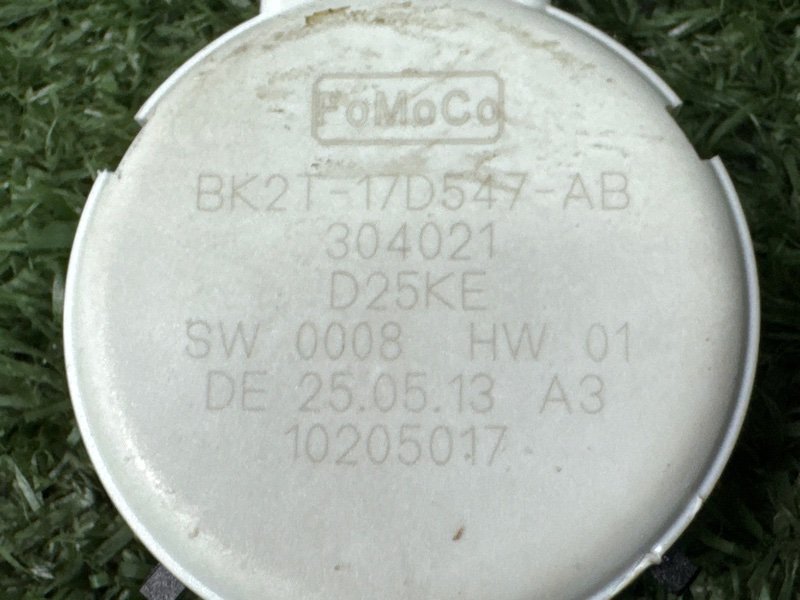 FoMoCo
BK2T-17D547-AB
304021
D25KE
SW 0008 HW 01
DE 25.05.13 A3
10205017